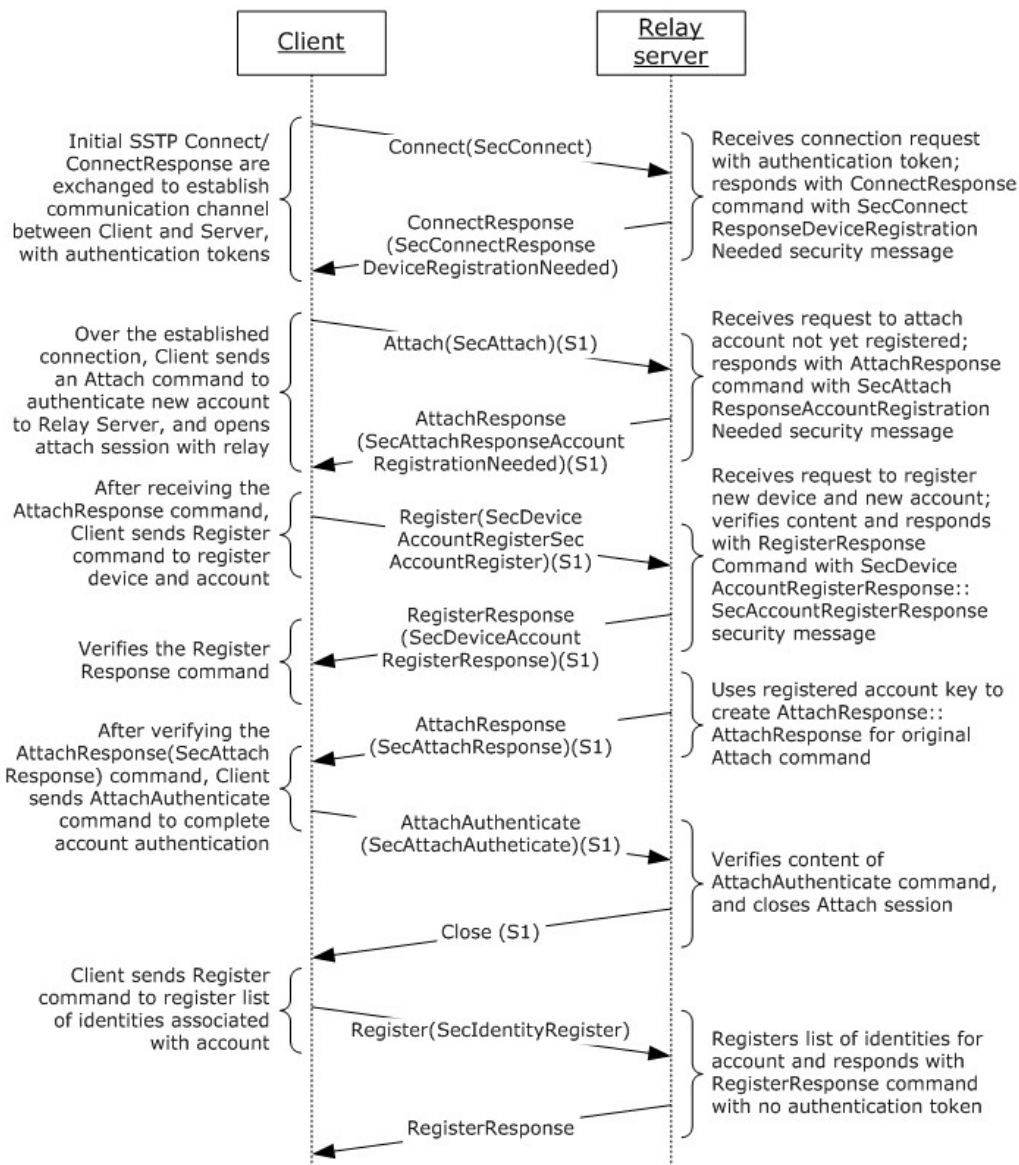 Client
Relay
server
Initial SSTP Connect/
ConnectResponse are
exchanged to establish
communication channel
between Client and Server,
with authentication tokens
Connect(SecConnect)
ConnectResponse
(SecConnectResponse
DeviceRegistrationNeeded)
Receives connection request
with authentication token;
responds with ConnectResponse
command with SecConnect
ResponseDeviceRegistration
Needed security message
Over the established
connection, Client sends
an Attach command to
authenticate new account
to Relay Server, and opens
attach session with relay
Attach(SecAttach)(S1)
AttachResponse
(SecAttachResponseAccount
RegistrationNeeded)(S1)
Receives request to attach
account not yet registered;
responds with AttachResponse
command with SecAttach
ResponseAccountRegistration
Needed security message
After receiving the
AttachResponse command,
Client sends Register
command to register
device and account
Register(SecDevice
AccountRegisterSec
AccountRegister)(S1)
Receives request to register
new device and new account;
verifies content and responds
with RegisterResponse
Command with SecDevice
AccountRegisterResponse::
SecAccountRegisterResponse
security message
Verifies the Register
Response command
RegisterResponse
(SecDeviceAccount
RegisterResponse)(S1)
Uses registered account key to
create AttachResponse::
AttachResponse for original
Attach command
AttachResponse
(SecAttachResponse)(S1)
After verifying the
AttachResponse(SecAttach
Response) command, Client
sends AttachAuthenticate
command to complete
account authentication
AttachAuthenticate
(SecAttachAutheticate)(S1)
Verifies content of
AttachAuthenticate command,
and closes Attach session
Close (S1)
Client sends Register
command to register list
of identities associated
with account
Register(SecIdentityRegister)
Registers list of identities for
account and responds with
RegisterResponse command
with no authentication token
RegisterResponse